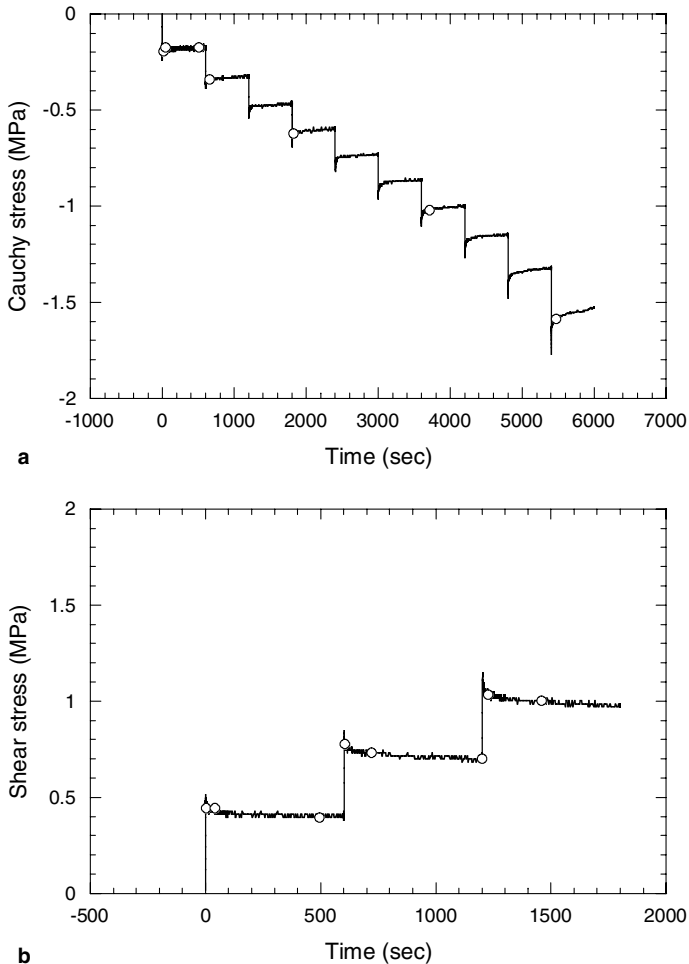 0
-0.5
-1
-1.5
-2
Cauchy stress (MPa)
-1000 0 1000 2000 3000 4000 5000 6000 7000
Time (sec)
a
2
1.5
1
0.5
0
Shear stress (MPa)
-500 0 500 1000 1500 2000
Time (sec)
b